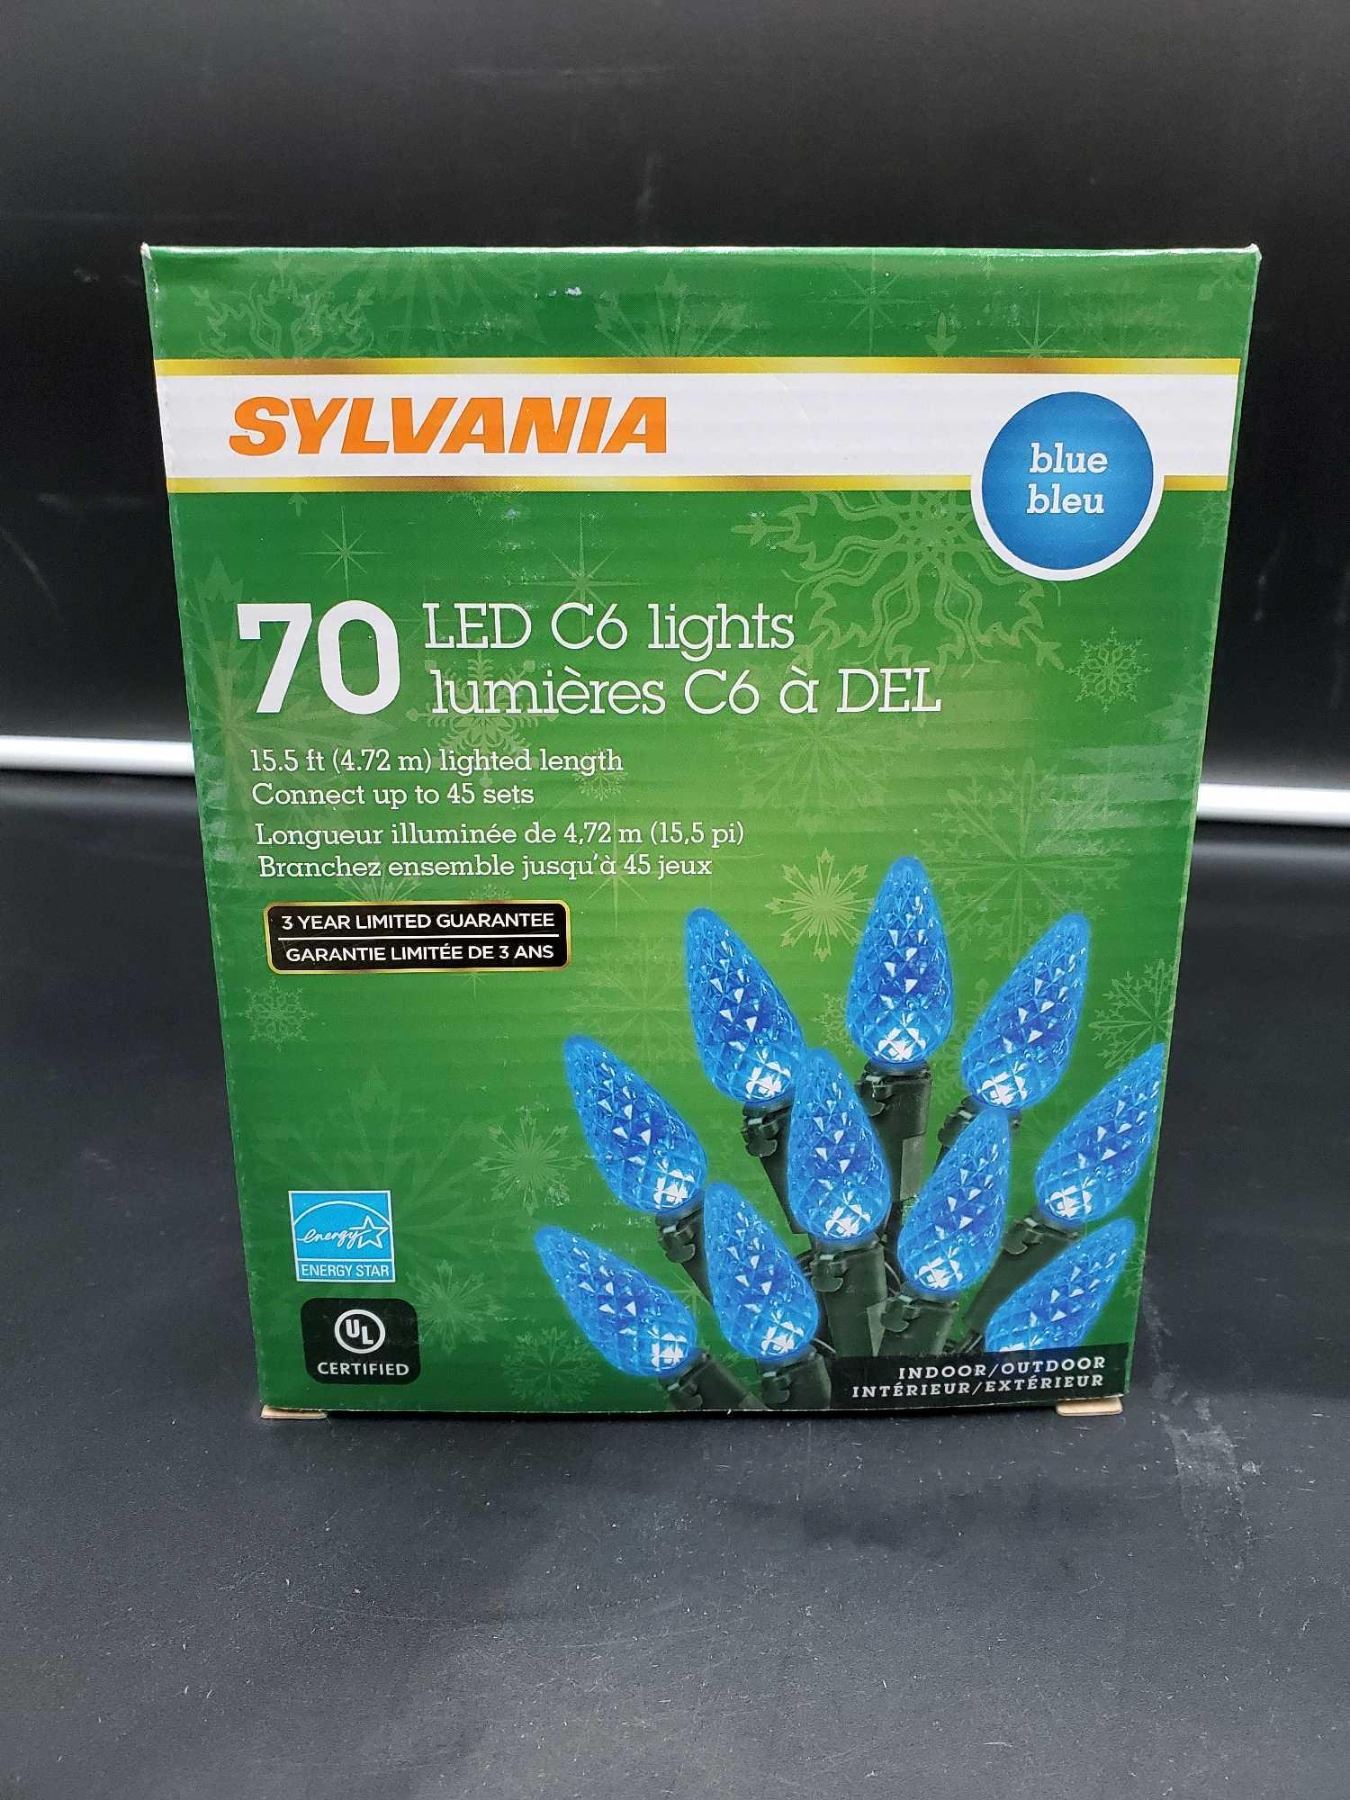 SYLVANIA
blue
bleu
70 LED C6 lights
lumières C6 à DEL
15.5 ft (4.72 m) lighted length
Connect up to 45 sets
Longueur illuminée de 4,72 m (15,5 pi)
Branchez ensemble jusqu'à 45 jeux
3 YEAR LIMITED GUARANTEE
GARANTIE LIMITÉE DE 3 ANS
energy
ENERGY STAR
UL
CERTIFIED
INDOOR/OUTDOOR
INTÉRIEUR/EXTÉRIEUR